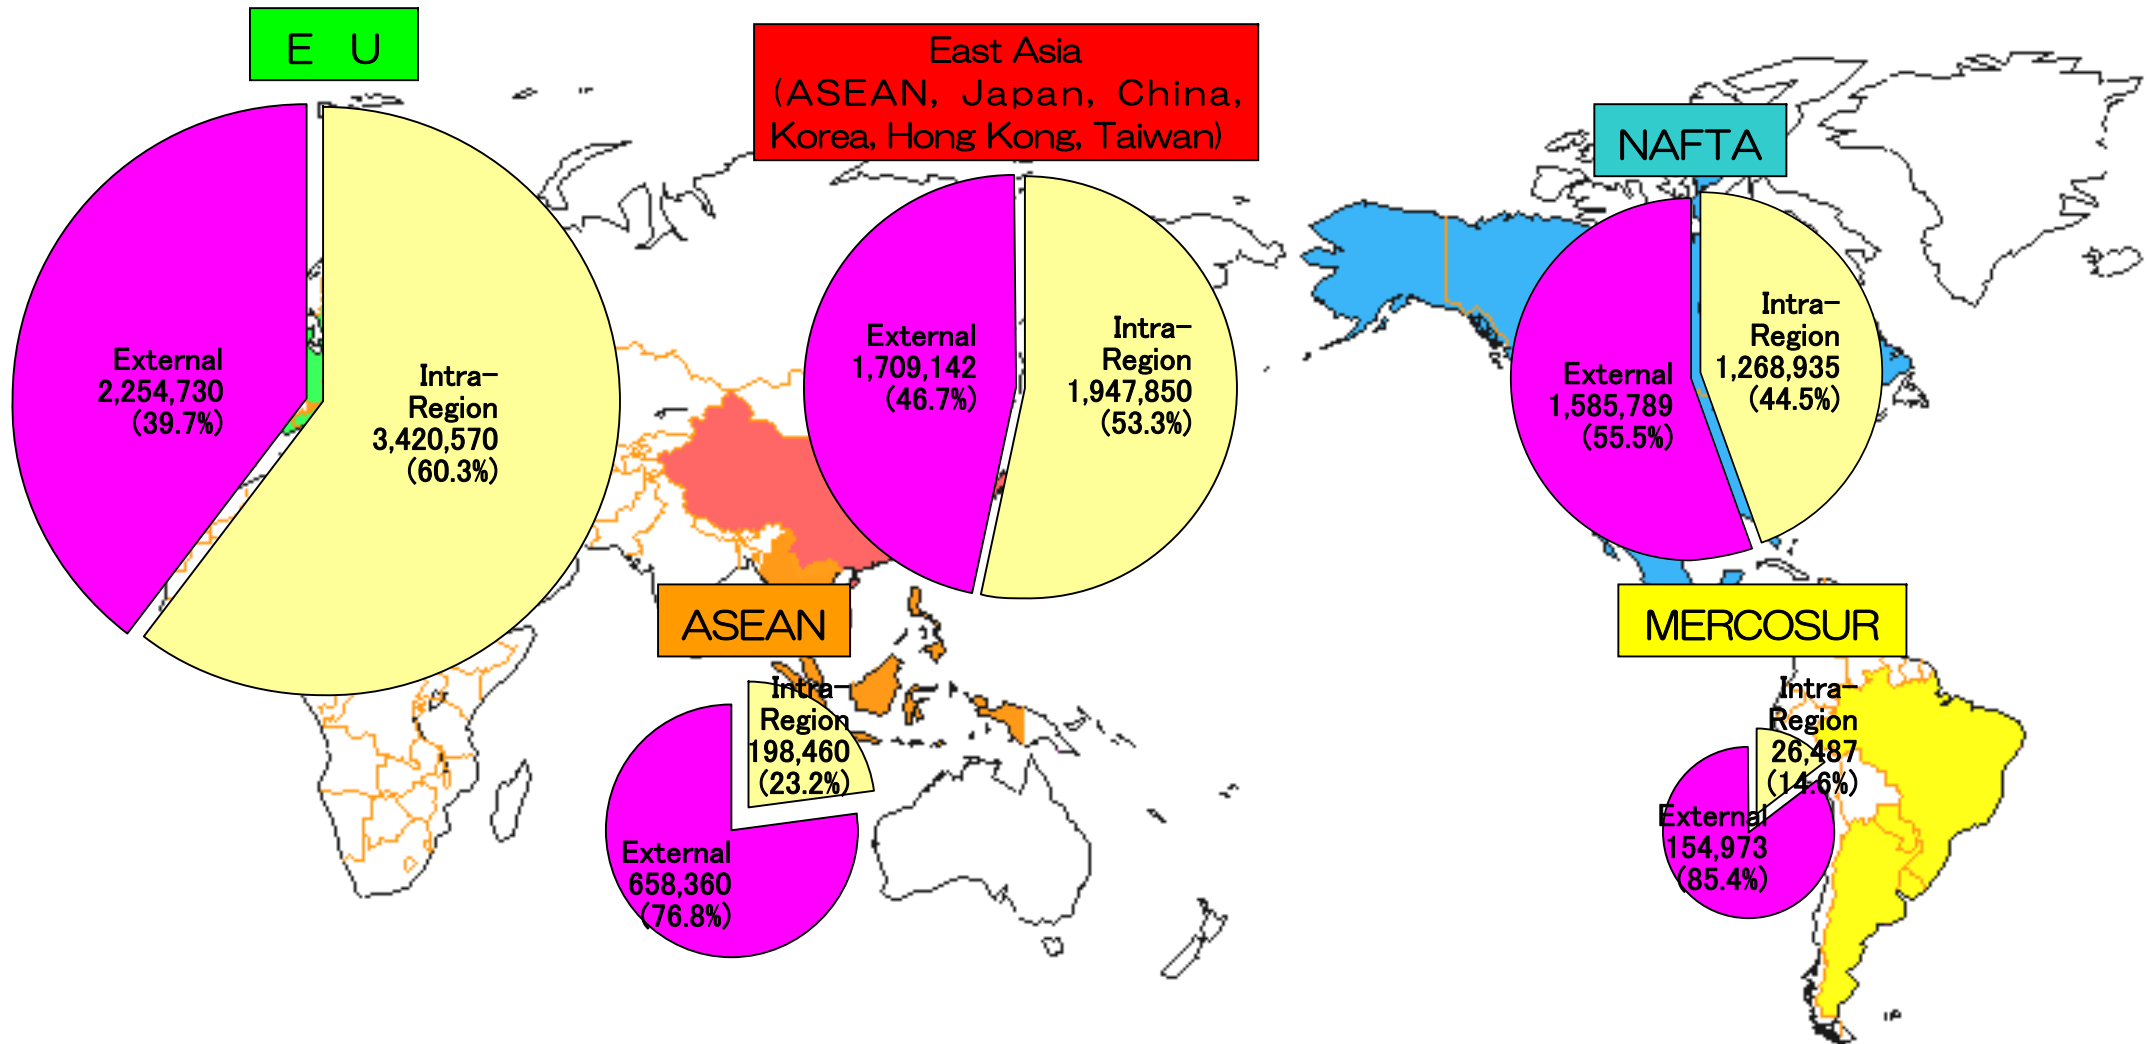 E U
External
2,254,730
(39.7%)
Intra-
Region
3,420,570
(60.3%)
East Asia
(ASEAN, Japan, China,
Korea, Hong Kong, Taiwan)
External
1,709,142
(46.7%)
Intra-
Region
1,947,850
(53.3%)
NAFTA
External
1,585,789
(55.5%)
Intra-
Region
1,268,935
(44.5%)
ASEAN
Intra-
Region
198,460
(23.2%)
External
658,360
(76.8%)
MERCOSUR
Intra-
Region
26,487
(14.6%)
External
154,973
(85.4%)